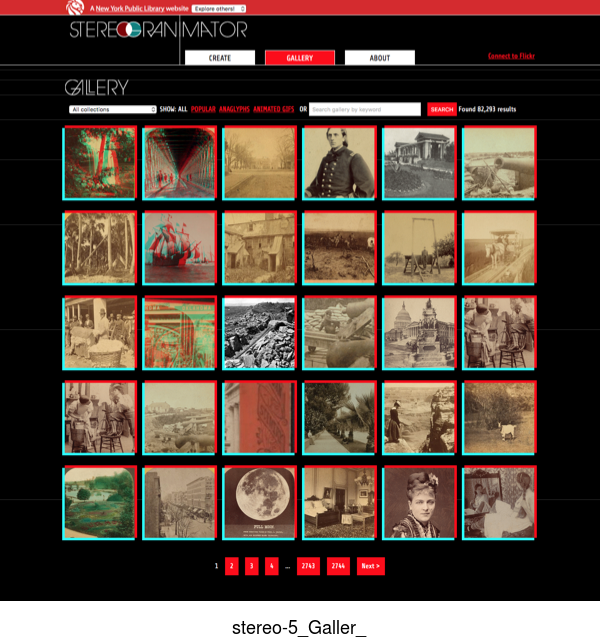 A New York Public Library website Explore others!
STEREOGRANIMATOR
CREATE GALLERY ABOUT Connect to Flickr
GALLERY
All collections SHOW: ALL POPULAR ANAGLYPHS ANIMATED GIFS OR Search gallery by keyword SEARCH Found 82,293 results
FULL MOON
1 2 3 4 ... 2743 2744 Next >
stereo-5_Galler_